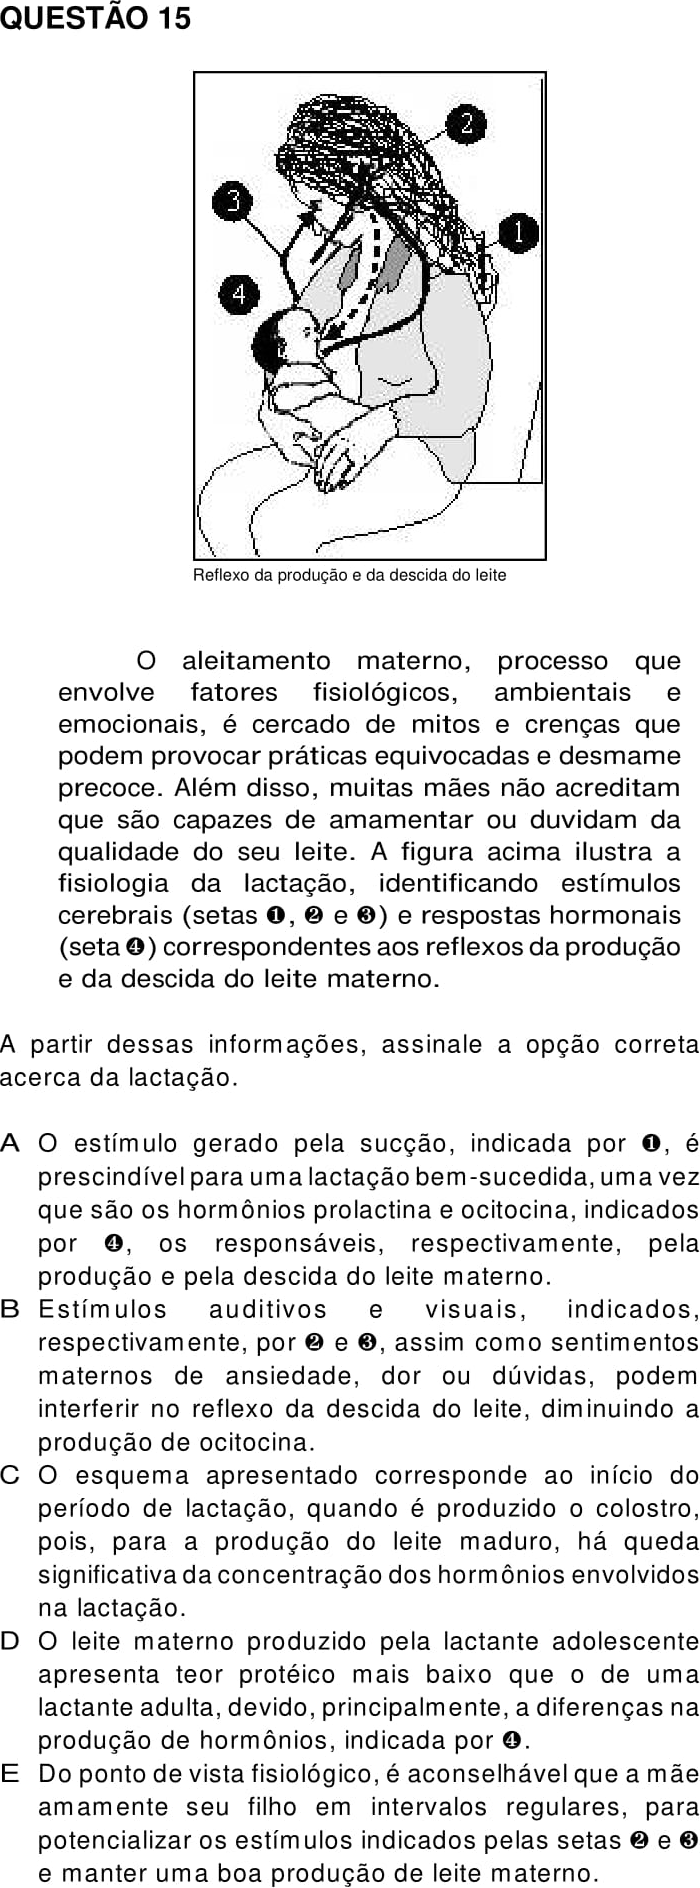 QUESTÃO 15
2
3
1
4
Reflexo da produção e da descida do leite
O aleitamento materno, processo que
envolve fatores fisiológicos, ambientais e
emocionais, é cercado de mitos e crenças que
podem provocar práticas equivocadas e desmame
precoce. Além disso, muitas mães não acreditam
que são capazes de amamentar ou duvidam da
qualidade do seu leite. A figura acima ilustra a
fisiologia da lactação, identificando estímulos
cerebrais (setas ❶, ❷ e ❸) e respostas hormonais
(seta ❹) correspondentes aos reflexos da produção
e da descida do leite materno.
A partir dessas informações, assinale a opção correta
acerca da lactação.
A O estímulo gerado pela sucção, indicada por ❶, é
prescindível para uma lactação bem-sucedida, uma vez
que são os hormônios prolactina e ocitocina, indicados
por ❹, os responsáveis, respectivamente, pela
produção e pela descida do leite materno.
B Estímulos auditivos e visuais, indicados,
respectivamente, por ❷ e ❸, assim como sentimentos
maternos de ansiedade, dor ou dúvidas, podem
interferir no reflexo da descida do leite, diminuindo a
produção de ocitocina.
C O esquema apresentado corresponde ao início do
período de lactação, quando é produzido o colostro,
pois, para a produção do leite maduro, há queda
significativa da concentração dos hormônios envolvidos
na lactação.
D O leite materno produzido pela lactante adolescente
apresenta teor protéico mais baixo que o de uma
lactante adulta, devido, principalmente, a diferenças na
produção de hormônios, indicada por ❹.
E Do ponto de vista fisiológico, é aconselhável que a mãe
amamente seu filho em intervalos regulares, para
potencializar os estímulos indicados pelas setas ❷ e ❸
e manter uma boa produção de leite materno.